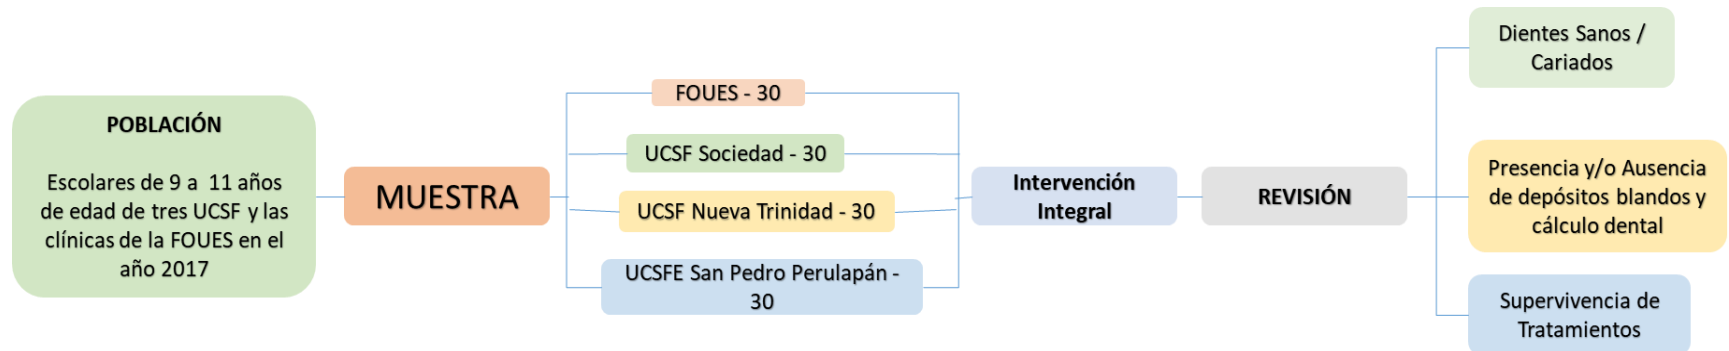 POBLACIÓN
Escolares de 9 a 11 años
de edad de tres UCSF y las
clínicas de la FOUES en el
año 2017
MUESTRA
FOUES - 30
UCSF Sociedad - 30
UCSF Nueva Trinidad - 30
UCSFE San Pedro Perulapán -
30
Intervención
Integral
REVISIÓN
Dientes Sanos /
Cariados
Presencia y/o Ausencia
de depósitos blandos y
cálculo dental
Supervivencia de
Tratamientos